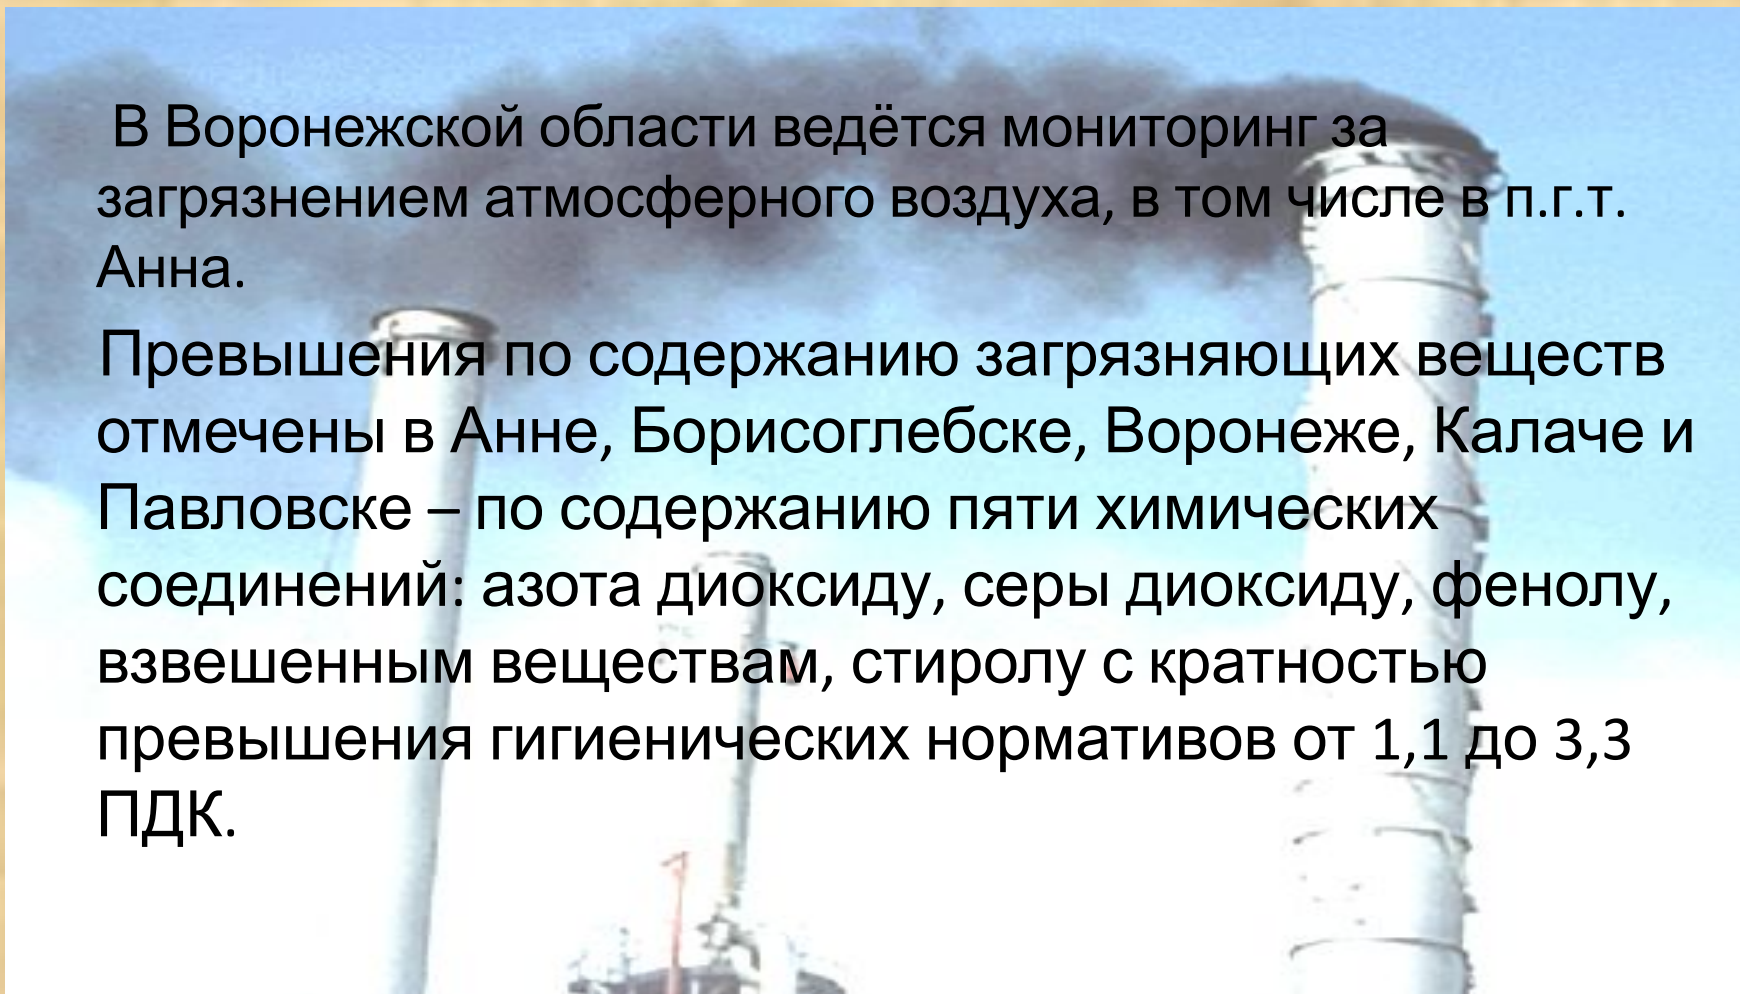 В Воронежской области ведётся мониторинг за
загрязнением атмосферного воздуха, в том числе в п.г.т.
Анна.
Превышения по содержанию загрязняющих веществ
отмечены в Анне, Борисоглебске, Воронеже, Калаче и
Павловске – по содержанию пяти химических
соединений: азота диоксиду, серы диоксиду, фенолу,
взвешенным веществам, стиролу с кратностью
превышения гигиенических нормативов от 1,1 до 3,3
ПДК.